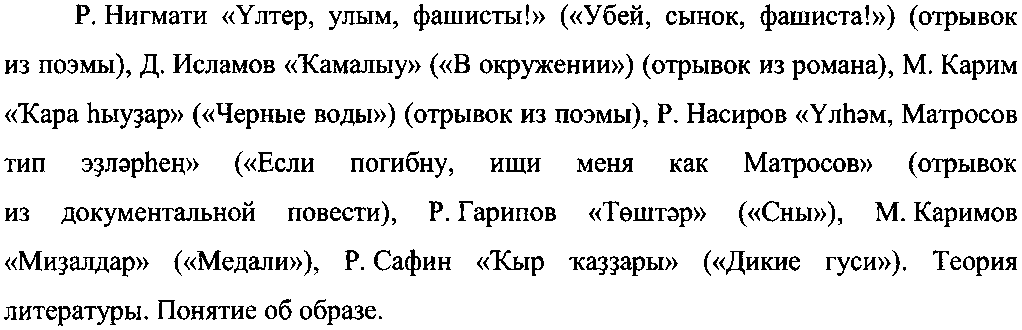 Р. Нигмати «Үлтер, улым, фашисты!» («Убей, сынок, фашиста!») (отрывок
из поэмы), Д. Исламов «Ҡамалыу» («В окружении») (отрывок из романа), М. Карим
«Ҡара һыуҙар» («Черные воды») (отрывок из поэмы), Р. Насиров «Үлһәм, Матросов
тип эҙләрһең» («Если погибну, ищи меня как Матросов» (отрывок
из документальной повести), Р. Гарипов «Төштәр» («Сны»), М. Каримов
«Миҙалдар» («Медали»), Р. Сафин «Ҡыр ҡаҙҙары» («Дикие гуси»). Теория
литературы. Понятие об образе.